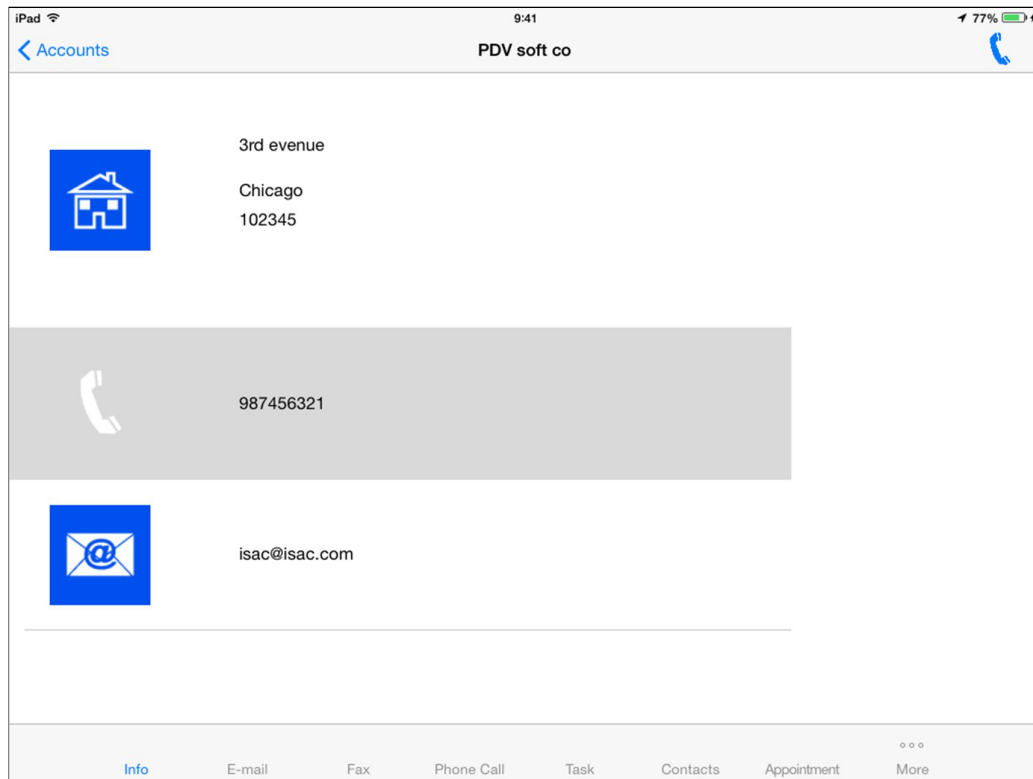 iPad 9:41 77%
Accounts PDV soft co
3rd evenue
Chicago
102345
987456321
@
isac@isac.com
Info E-mail Fax Phone Call Task Contacts Appointment More